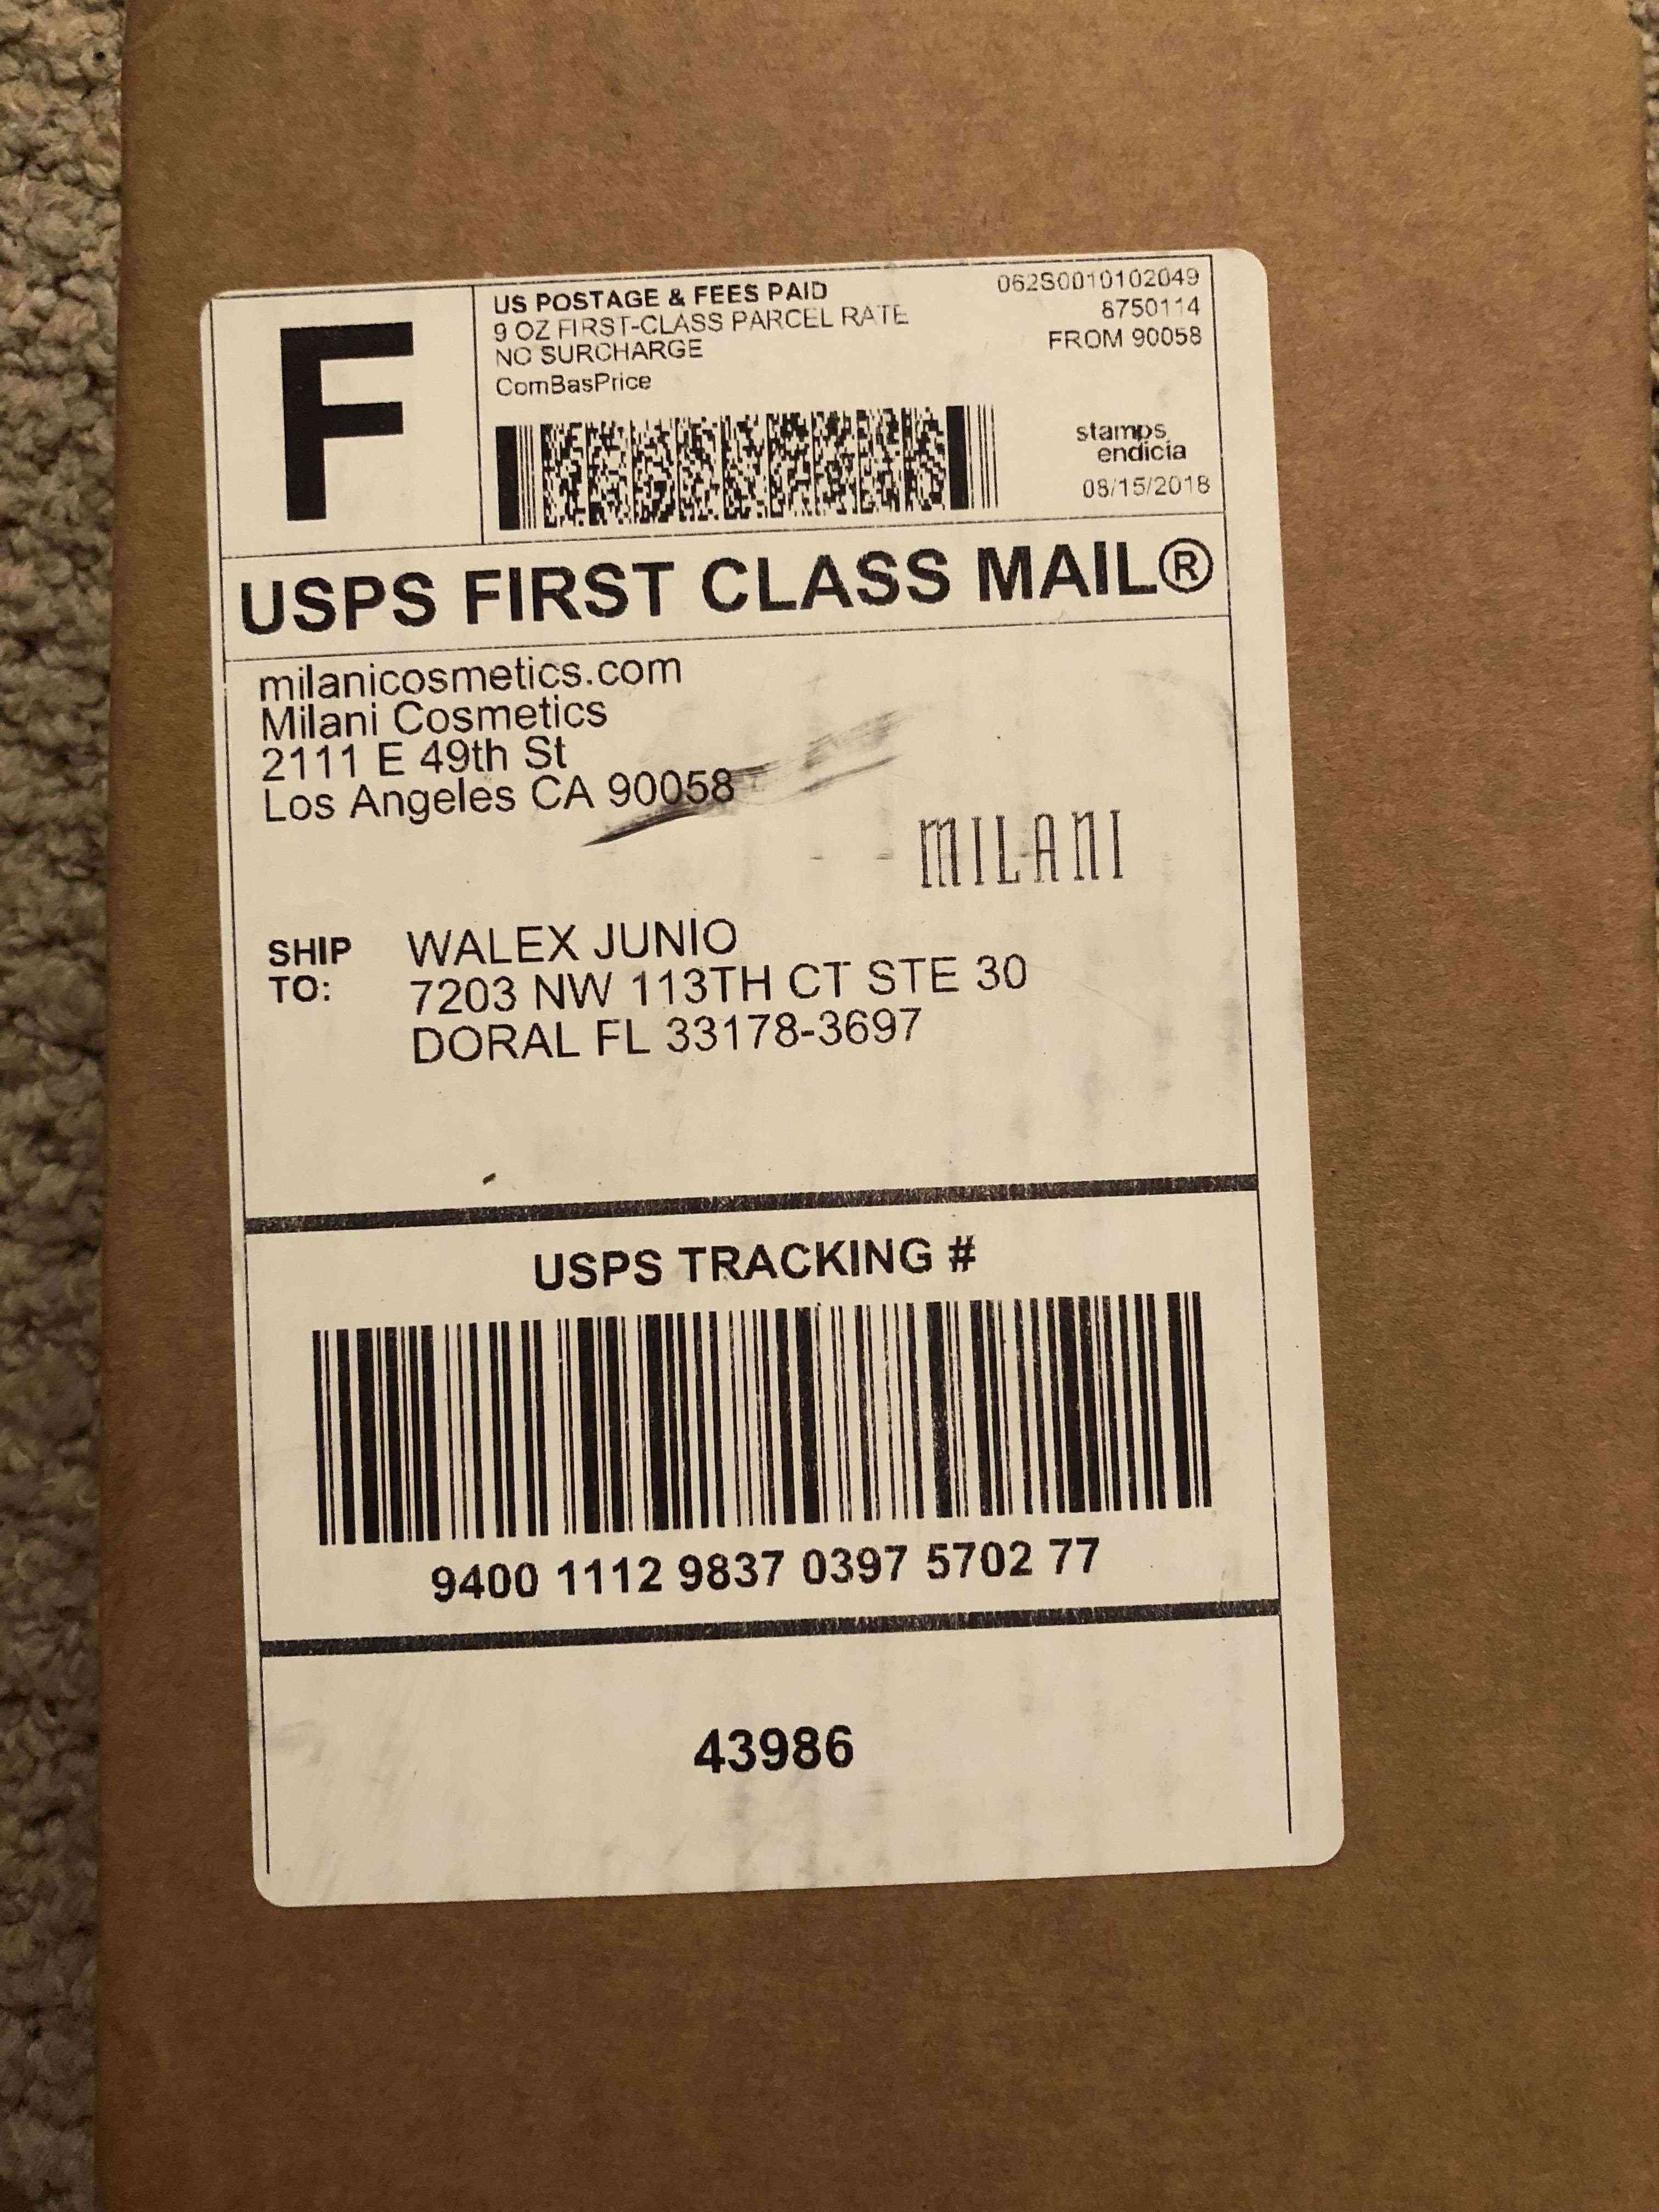 F
US POSTAGE & FEES PAID
9 OZ FIRST-CLASS PARCEL RATE
NO SURCHARGE
ComBasPrice
062S0010102049
8750114
FROM 90058
stamps
endicia
08/15/2018
USPS FIRST CLASS MAIL®
milanicosmetics.com
Milani Cosmetics
2111 E 49th St
Los Angeles CA 90058
MILANI
SHIP TO:
WALEX JUNIO
7203 NW 113TH CT STE 30
DORAL FL 33178-3697
USPS TRACKING #
9400 1112 9837 0397 5702 77
43986